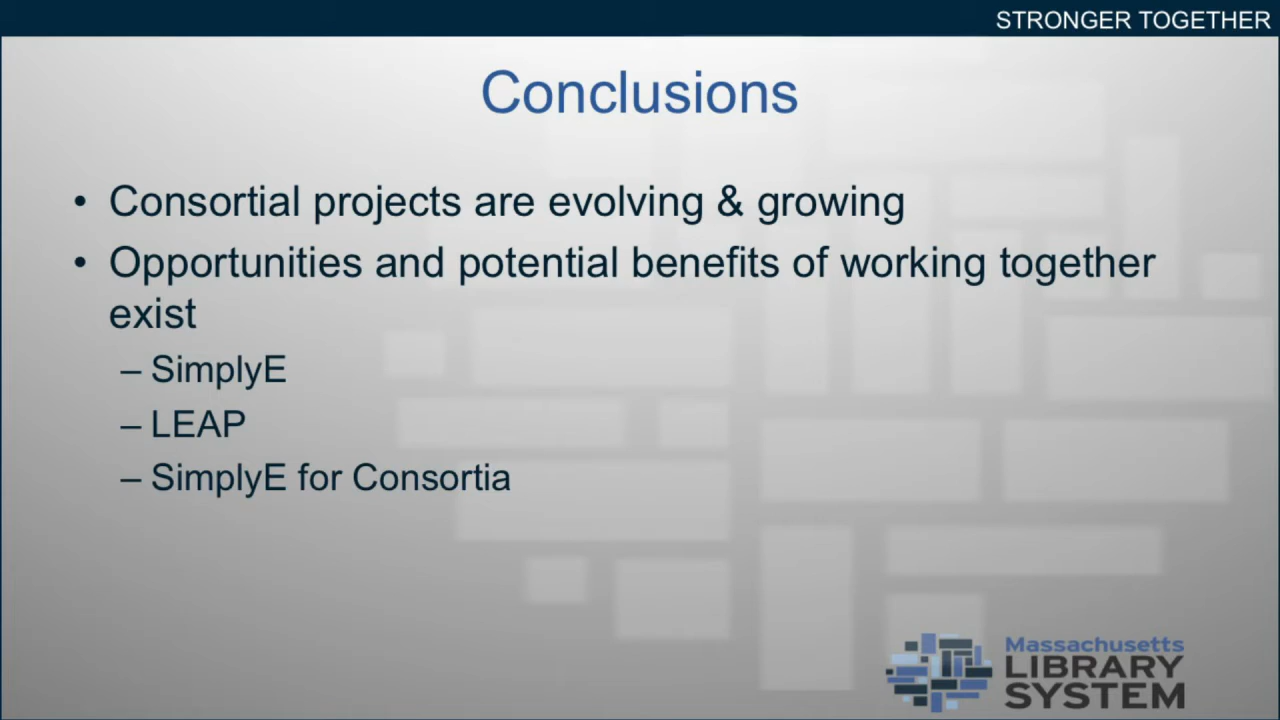 STRONGER TOGETHER
Conclusions
• Consortial projects are evolving & growing
• Opportunities and potential benefits of working together
exist
– SimplyE
– LEAP
– SimplyE for Consortia
Massachusetts
LIBRARY
SYSTEM